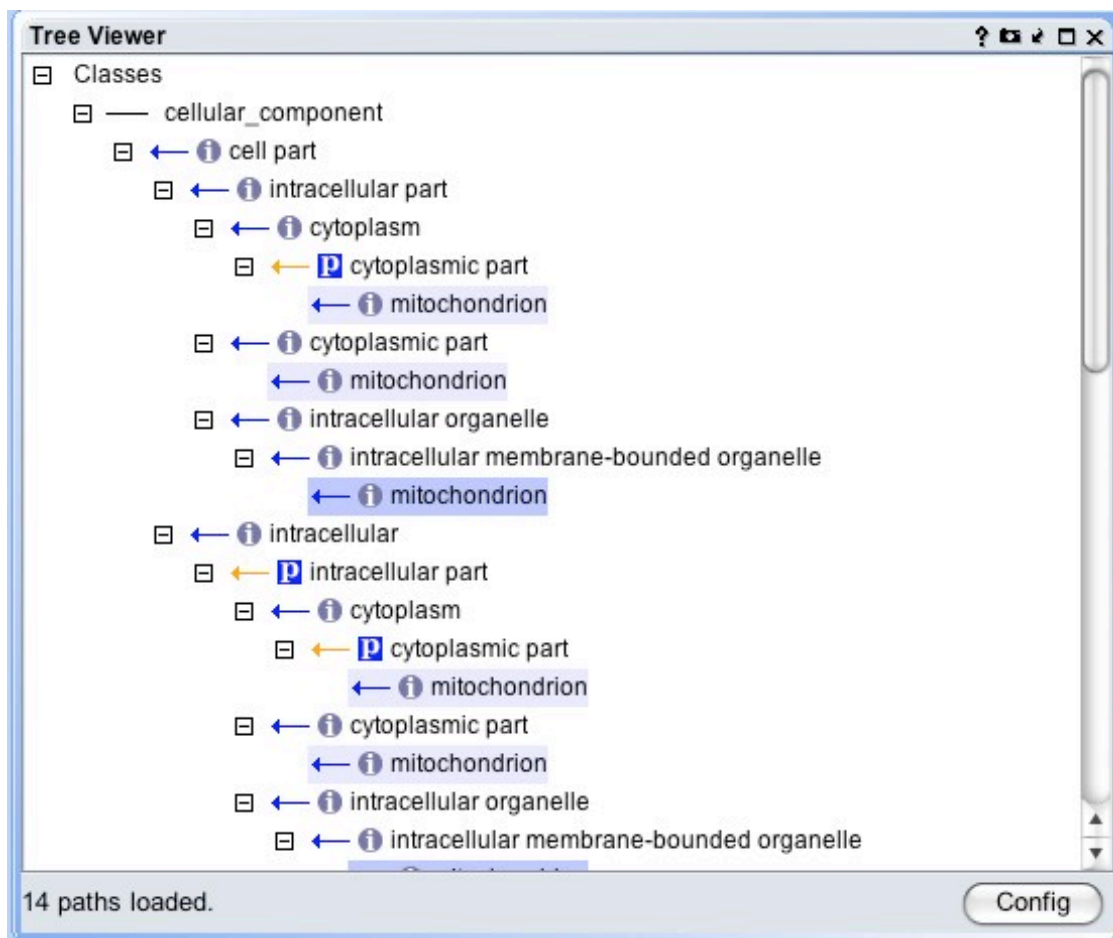 Tree Viewer
Classes
cellular_component
cell part
intracellular part
cytoplasm
p cytoplasmic part
mitochondrion
cytoplasmic part
mitochondrion
intracellular organelle
intracellular membrane-bounded organelle
mitochondrion
intracellular
p intracellular part
cytoplasm
p cytoplasmic part
mitochondrion
cytoplasmic part
mitochondrion
intracellular organelle
intracellular membrane-bounded organelle
14 paths loaded.
Config